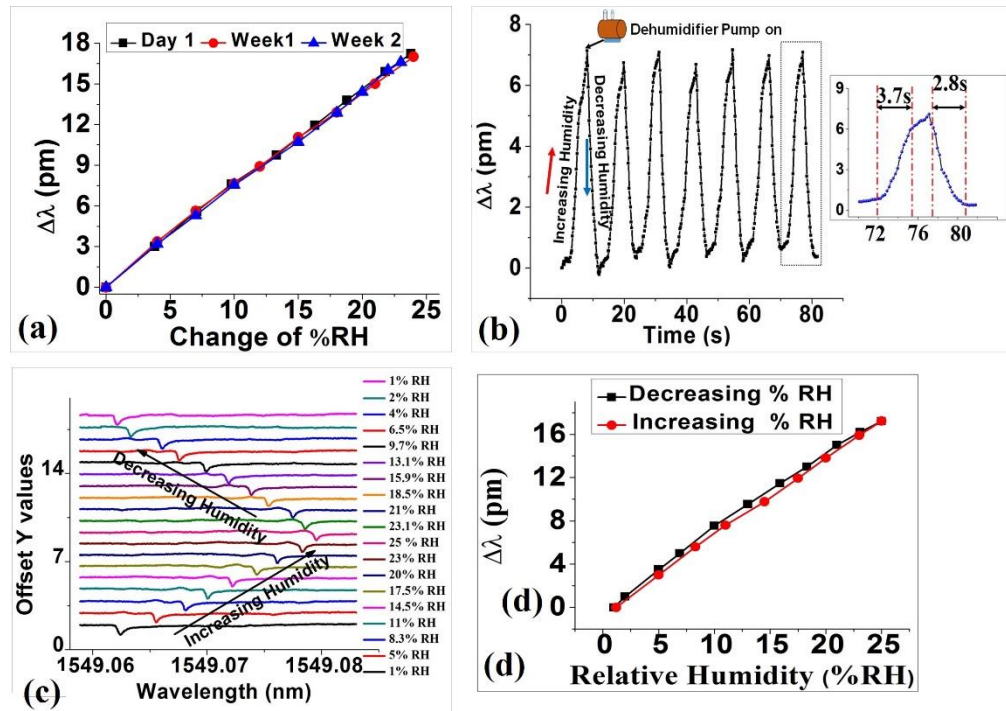 Day 1 Week1 Week 2
18
15
12
9
6
3
0
Δλ (pm)
0 5 10 15 20 25
Change of %RH
(a)
(b)
Dehumidifier Pump on
8
7
6
4
2
0
Δλ (pm)
Increasing Humidity
Decreasing Humidity
0 20 40 60 80
Time (s)
9
6
3
0
3.7s 2.8s
72 76 81
1% RH
2% RH
4% RH
6.5% RH
9.7% RH
13.1% RH
15.9% RH
18.5% RH
21% RH
23.1% RH
25 % RH
23% RH
20% RH
17.5% RH
14.5% RH
11% RH
8.3% RH
5% RH
1% RH
14
7
0
Offset Y values
Decreasing Humidity
Increasing Humidity
1549.06 1549.07 1549.08
Wavelength (nm)
(c)
Decreasing % RH
Increasing % RH
16
12
8
4
0
Δλ (pm)
(d)
0 5 10 15 20 25
Relative Humidity (%RH)
(d)